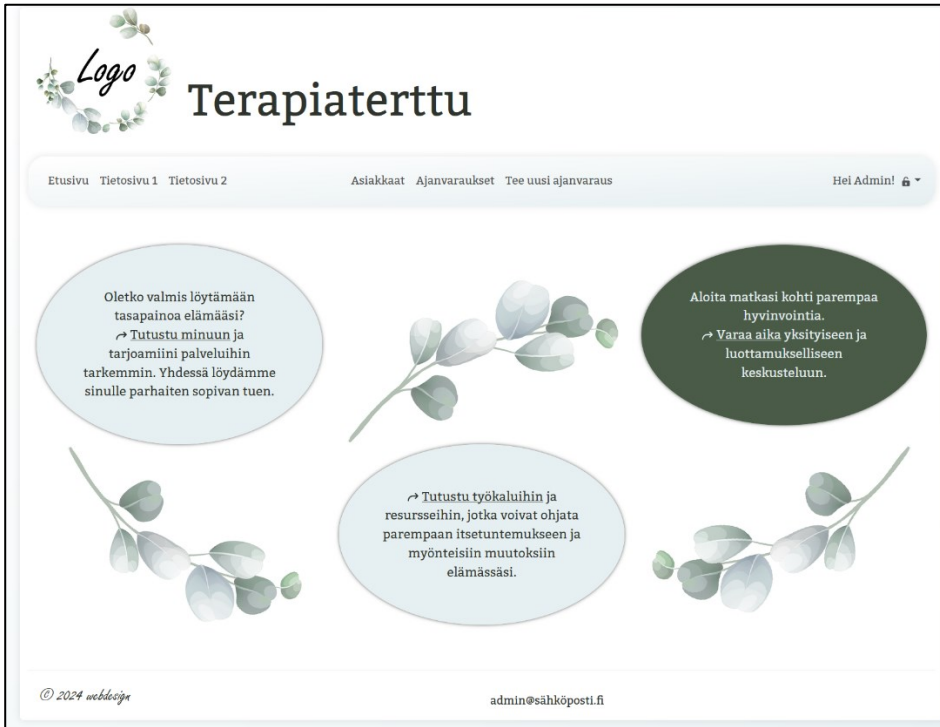 Logo
Terapiaterttu
Etusivu Tietosivu 1 Tietosivu 2 Asiakkaat Ajanvaraukset Tee uusi ajanvaraus Hei Admin!
Oletko valmis löytämään
tasapainoa elämääsi?
Tutustu minuun ja
tarjoamiini palveluihin
tarkemmin. Yhdessä löydämme
sinulle parhaiten sopivan tuen.
Aloita matkasi kohti parempaa
hyvinvointia.
Varaa aika yksityiseen ja
luottamukselliseen
keskusteluun.
Tutustu työkaluihin ja
resursseihin, jotka voivat ohjata
parempaan itsetuntemukseen ja
myönteisiin muutoksiin
elämässäsi.
© 2024 webdesign
admin@sähköposti.fi